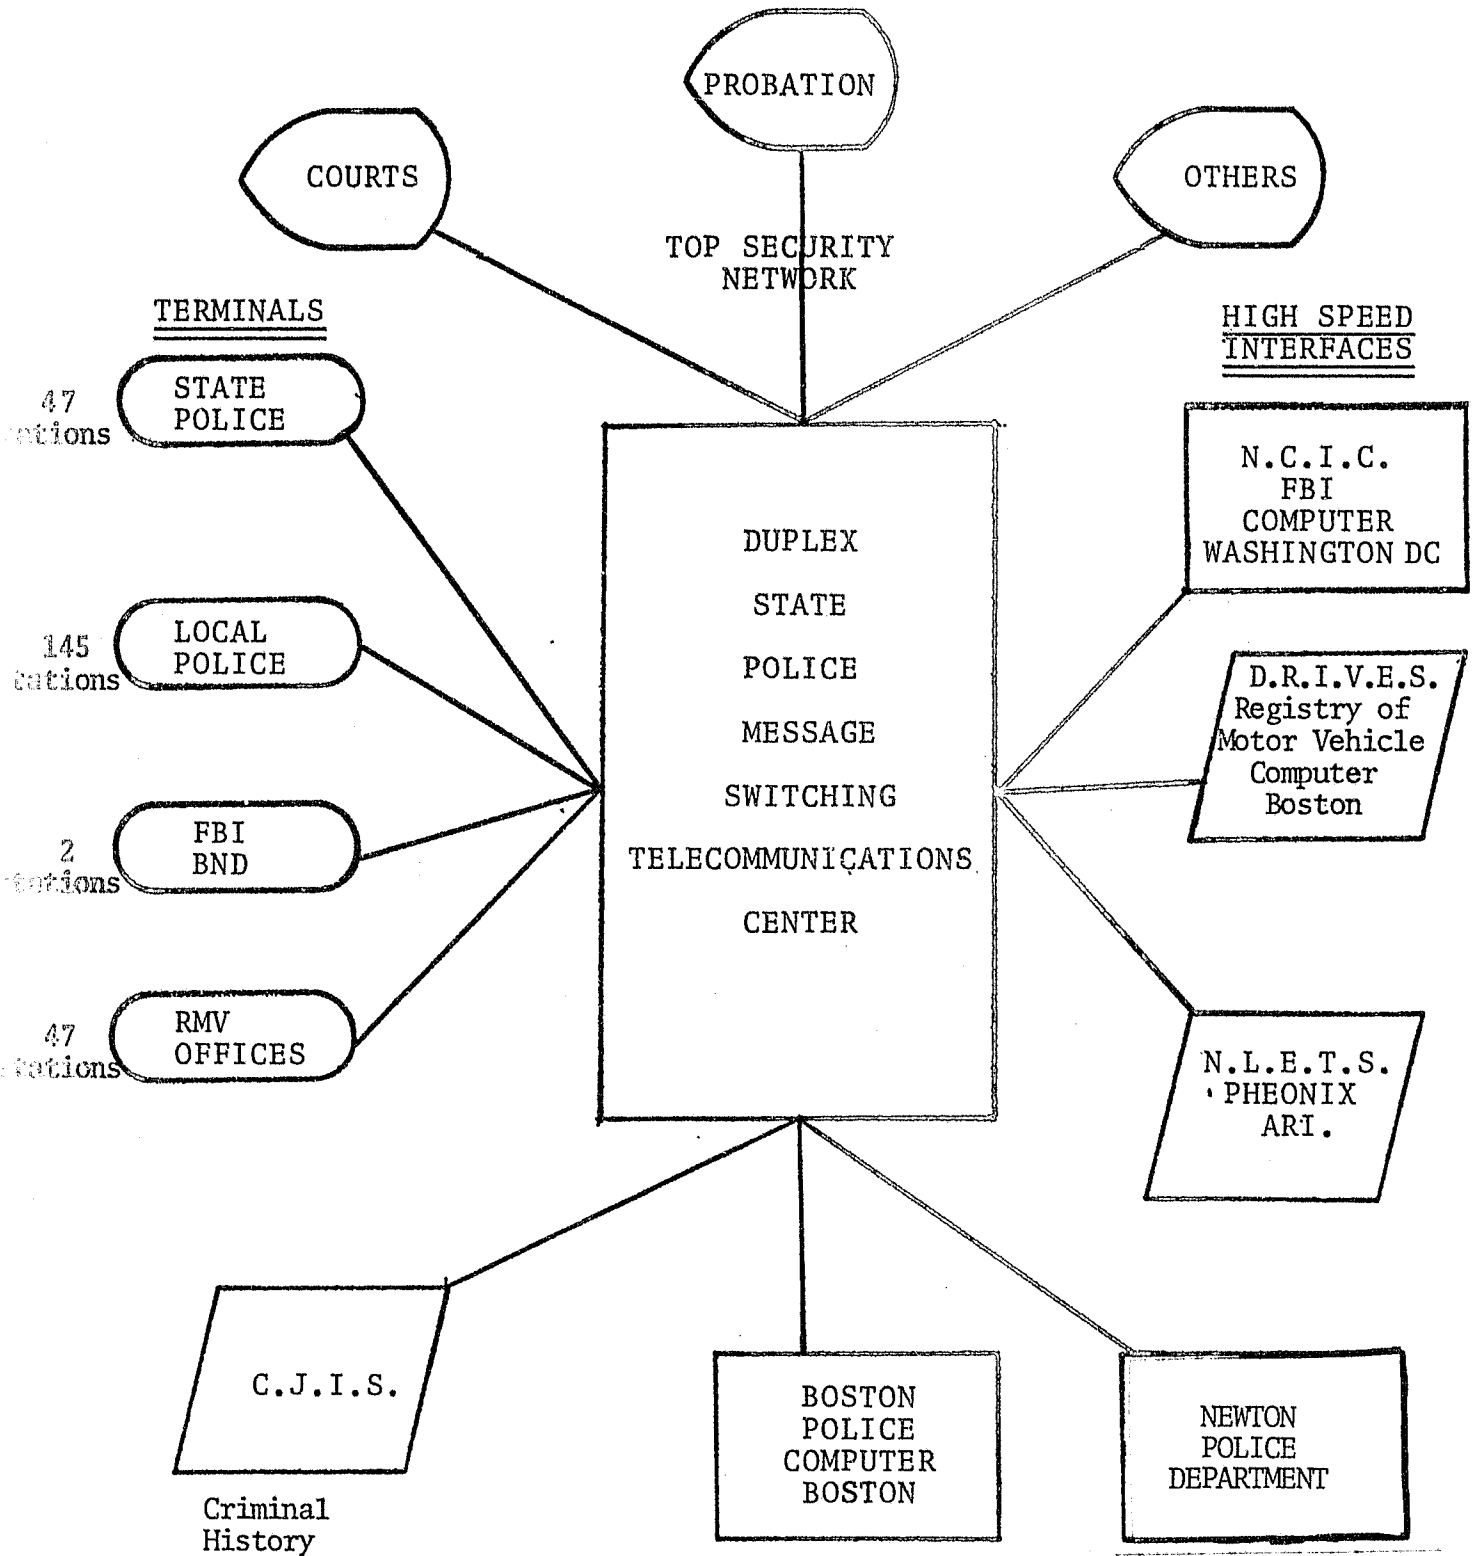 PROBATION
COURTS
OTHERS
TOP SECURITY
NETWORK
TERMINALS
47
STATE
POLICE
145
LOCAL
POLICE
2
FBI
BND
47
RMV
OFFICES
DUPLEX
STATE
POLICE
MESSAGE
SWITCHING
TELECOMMUNICATIONS
CENTER
HIGH SPEED
INTERFACES
N.C.I.C.
FBI
COMPUTER
WASHINGTON DC
D.R.I.V.E.S.
Registry of
Motor Vehicle
Computer
Boston
N.L.E.T.S.
PHEONIX
ARI.
C.J.I.S.
Criminal
History
BOSTON
POLICE
COMPUTER
BOSTON
NEWTON
POLICE
DEPARTMENT